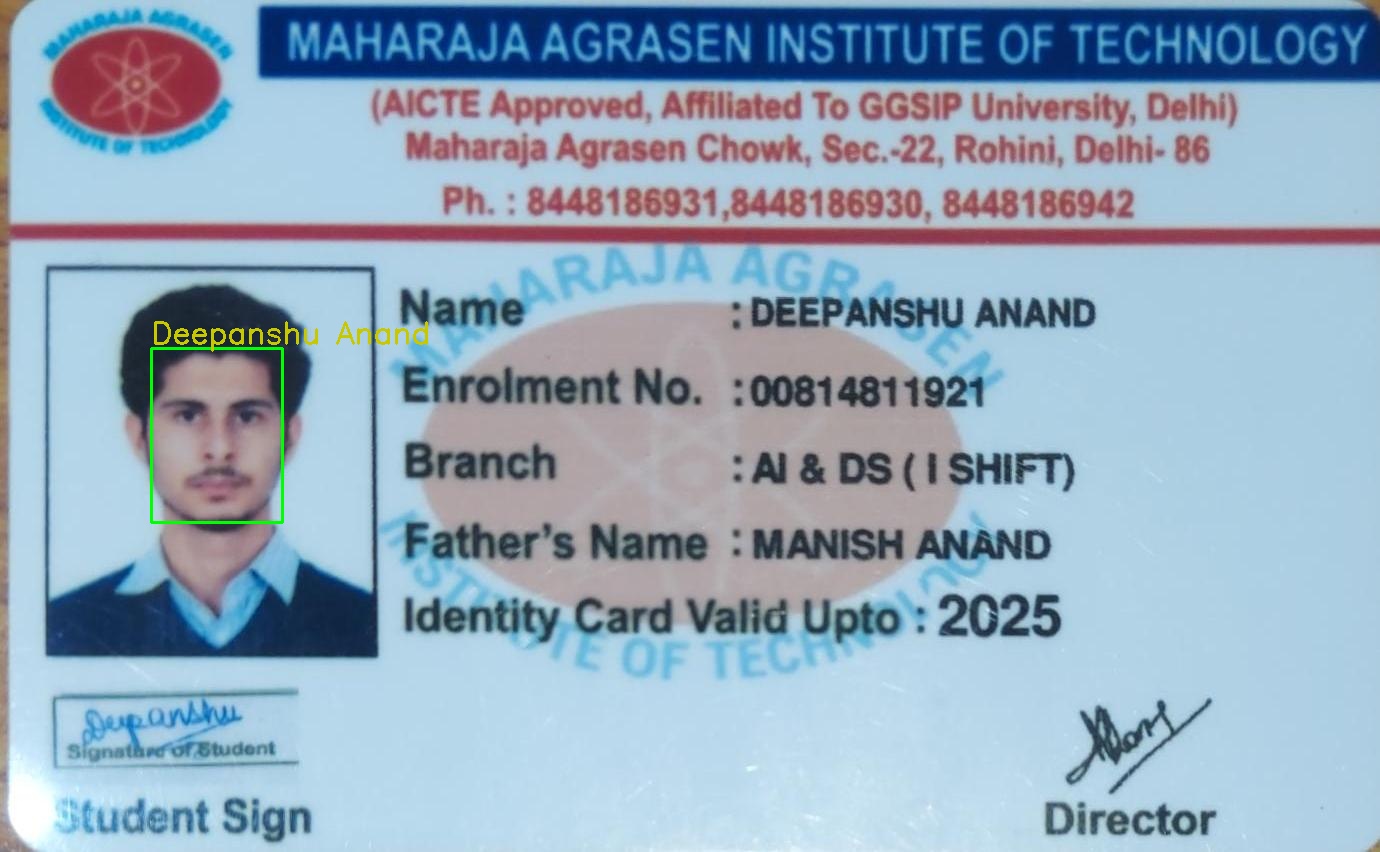 MAHARAJA AGRASEN INSTITUTE OF TECHNOLOGY
MAHARAJA AGRASEN
INSTITUTE OF TECHNOLOGY
(AICTE Approved, Affiliated To GGSIP University, Delhi)
Maharaja Agrasen Chowk, Sec.-22, Rohini, Delhi- 86
Ph. : 8448186931,8448186930, 8448186942
MAHARAJA AGRASEN
Name : DEEPANSHU ANAND
Deepanshu Anand
Enrolment No. : 00814811921
Branch : AI & DS ( I SHIFT)
Father's Name : MANISH ANAND
Identity Card Valid Upto : 2025
INSTITUTE OF TECHNOLOGY
Deepanshu
Signature of Student
Student Sign
Director